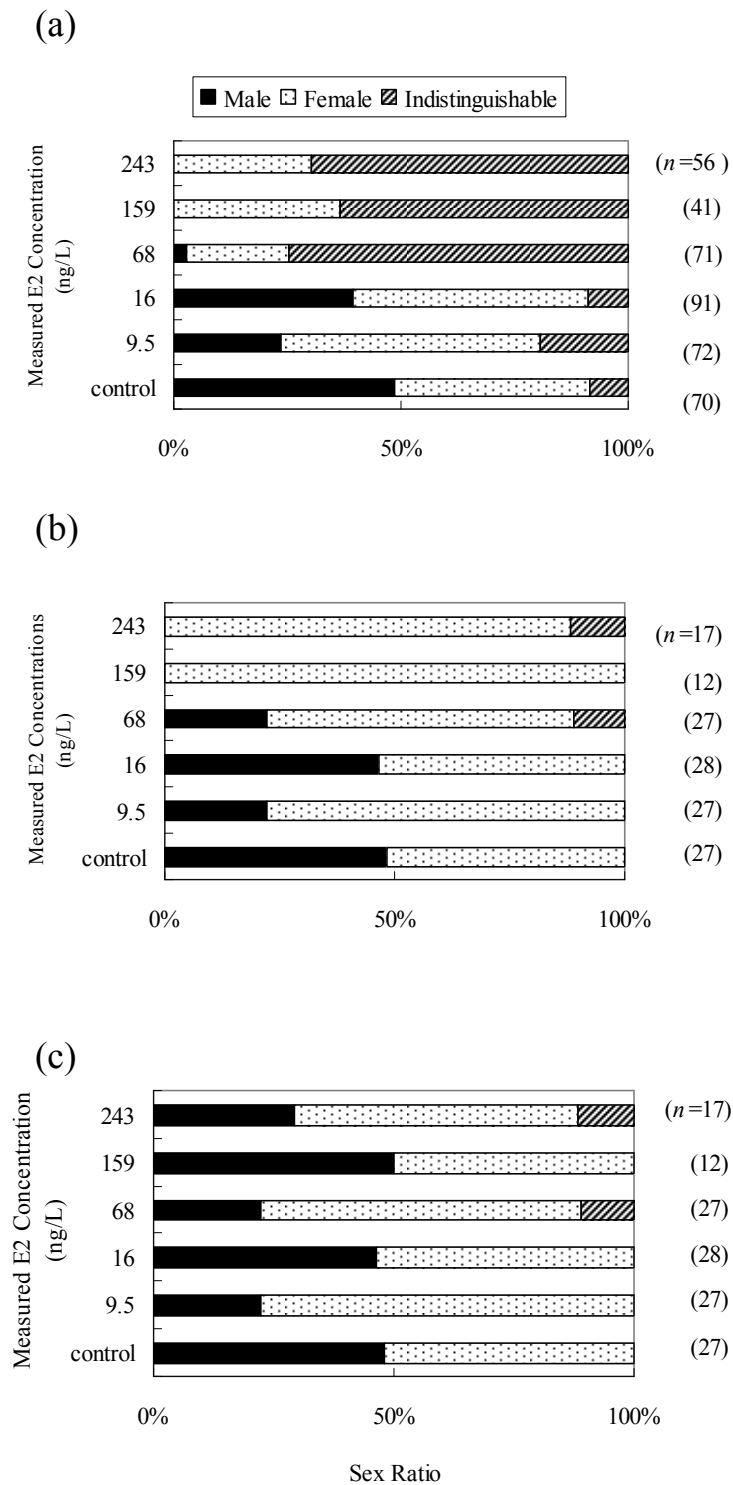 (a)
Male Female Indistinguishable
Measured E2 Concentration
(ng/L)
243 (n=56 )
159 (41)
68 (71)
16 (91)
9.5 (72)
control (70)
0% 50% 100%
(b)
Measured E2 Concentrations
(ng/L)
243 (n=17)
159 (12)
68 (27)
16 (28)
9.5 (27)
control (27)
0% 50% 100%
(c)
Measured E2 Concentration
(ng/L)
243 (n=17)
159 (12)
68 (27)
16 (28)
9.5 (27)
control (27)
0% 50% 100%
Sex Ratio